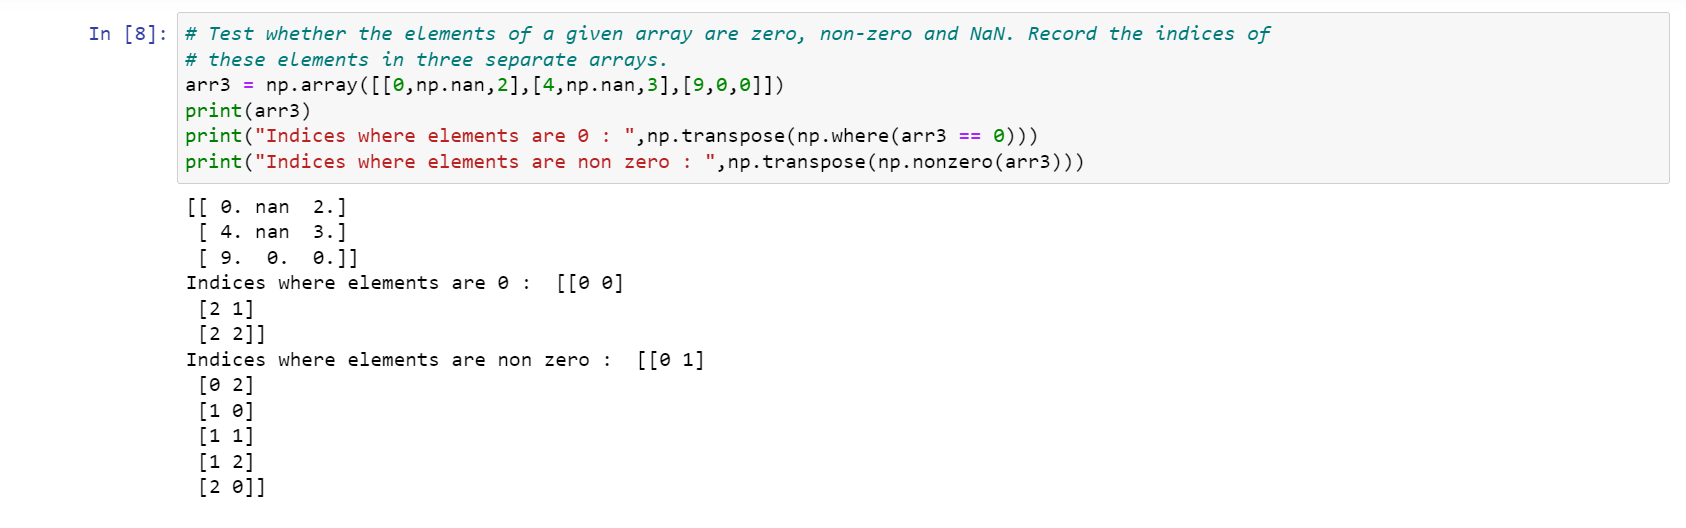 In [8]: # Test whether the elements of a given array are zero, non-zero and NaN. Record the indices of
# these elements in three separate arrays.
arr3 = np.array([[0,np.nan,2],[4,np.nan,3],[9,0,0]])
print(arr3)
print("Indices where elements are 0 : ",np.transpose(np.where(arr3 == 0)))
print("Indices where elements are non zero : ",np.transpose(np.nonzero(arr3)))
[[ 0. nan  2.]
 [ 4. nan  3.]
 [ 9.  0.  0.]]
Indices where elements are 0 :  [[0 0]
 [2 1]
 [2 2]]
Indices where elements are non zero :  [[0 1]
 [0 2]
 [1 0]
 [1 1]
 [1 2]
 [2 0]]